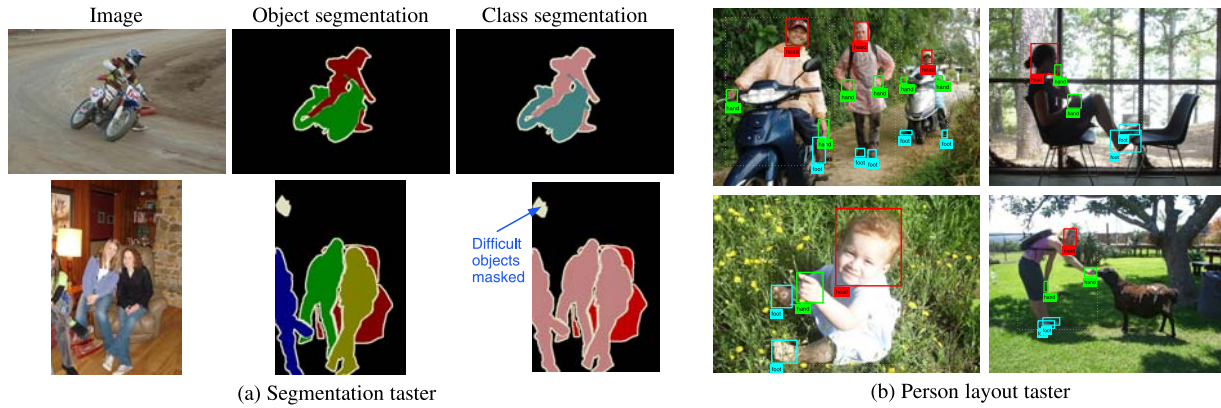 Image
Object segmentation
Class segmentation
Difficult
objects
masked
(a) Segmentation taster
head
head
head
hand
hand
hand
hand
hand
hand
foot
foot
foot
foot
foot
head
hand
hand
foot
foot
head
hand
foot
foot
head
hand
hand
foot
(b) Person layout taster